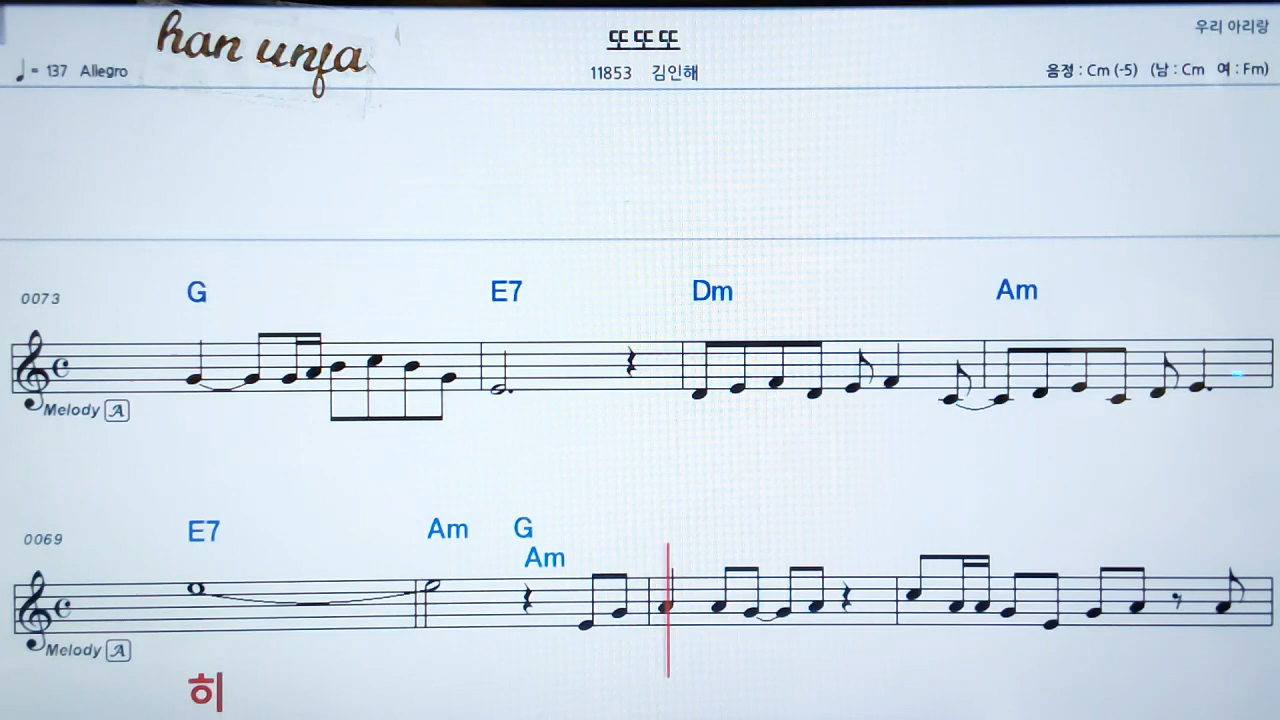 han unfa
또 또 또
우리 아리랑
♩= 137 Allegro
11853 김인해
음정 : Cm (-5) (남 : Cm 여 : Fm)
0073
G E7 Dm Am
Melody A
0069
E7 Am G
Am
Melody A
히